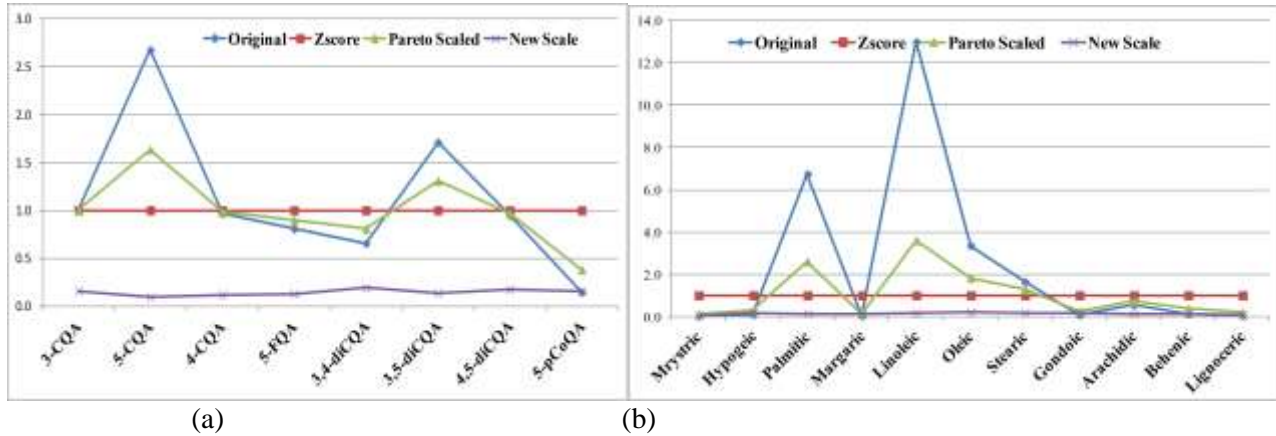 3.0
2.5
2.0
1.5
1.0
0.5
0.0
Original Zscore Pareto Scaled New Scale
3-CQA
5-CQA
4-CQA
5-FQA
3,4-diCQA
3,5-diCQA
4,5-diCQA
5-pCoQA
14.0
12.0
10.0
8.0
6.0
4.0
2.0
0.0
Original Zscore Pareto Scaled New Scale
Mrystric
Hypogeic
Palmitic
Margaric
Linoleic
Oleic
Stearic
Gondoic
Arachidic
Behenic
Lignoceric
(a) (b)